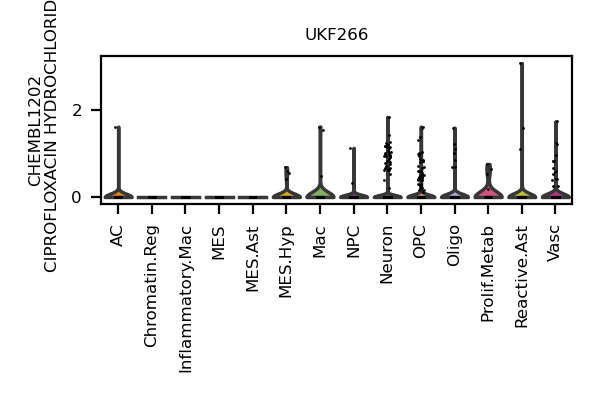 UKF266
CHEMBL1202
CIPROFLOXACIN HYDROCHLORID
2
0
AC
Chromatin.Reg
Inflammatory.Mac
MES
MES.Ast
MES.Hyp
Mac
NPC
Neuron
OPC
Oligo
Prolif.Metab
Reactive.Ast
Vasc